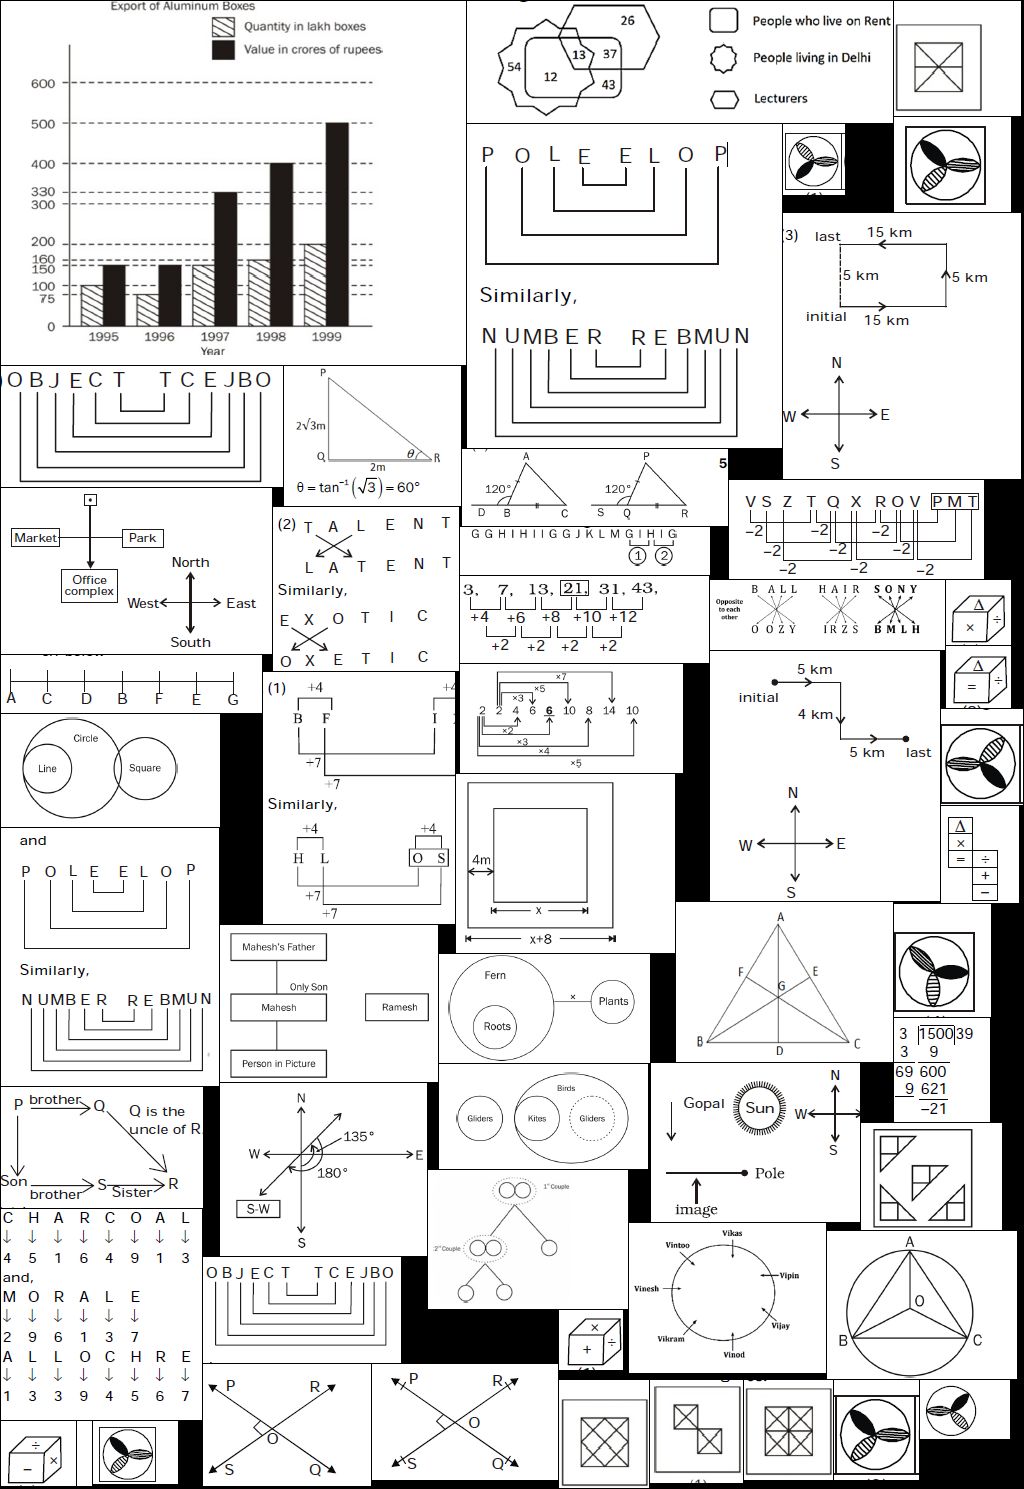 Export of Aluminum Boxes
Quantity in lakh boxes
Value in crores of rupees
600
500
400
330
300
200
160
150
100
75
0
1995 1996 1997 1998 1999
Year
26
54
13
37
12
43
People who live on Rent
People living in Delhi
Lecturers
P O L E E L O P
Similarly,
N U M B E R R E B M U N
(3) last 15 km
5 km
5 km
initial 15 km
N
W E
S
O B J E C T T C E J B O
P
2√3m
Q θ R
2m
θ = tan⁻¹ (√3) = 60°
A P
5
120° 120°
D B C S Q R
V S Z T Q X R O V P M T
-2 -2 -2
-2 -2
-2 -2 -2
Market Park
Office
complex
North
West East
South
(2) T A L E N T
L A T E N T
Similarly,
E X O T I C
O X E T I C
G G H I H I I G G J K L M G I H I G
1 2
3, 7, 13, 21, 31, 43,
+4 +6 +8 +10 +12
+2 +2 +2 +2
B A L L H A I R S O N Y
Opposite
to each
other
O O Z Y I R Z S B M L H
Δ
× ÷
Δ
= ÷
A C D B F E G
(1) +4 +4
B F I
+7
+7
Similarly,
+4 +4
H L O S
+7
+7
×7
×5
×3
2 2 4 6 6 10 8 14 10
×2
×3
×4
×5
5 km
initial
4 km
5 km last
N
W E
S
Circle
Line
Square
Δ
×
= ÷
+
−
and
P O L E E L O P
Similarly,
N U M B E R R E B M U N
4m
x
x+8
Mahesh's Father
Only Son
Mahesh Ramesh
Person in Picture
Fern
Roots
×
Plants
A
F E
G
B D C
3 1500 39
3 9
69 600
9 621
−21
P brother Q
Q is the
uncle of R.
Son
brother S Sister R
N
135°
W E
180°
S-W
S
Birds
Gliders Kites Gliders
Gopal Sun
N
W
S
Pole
image
1st Couple
2nd Couple
C H A R C O A L
4 5 1 6 4 9 1 3
and,
M O R A L E
2 9 6 1 3 7
A L L O C H R E
1 3 3 9 4 5 6 7
O B J E C T T C E J B O
Vikas
Vintoo
Vipin
Vinesh
Vijay
Vikram
Vinod
A
O
B C
×
+ ÷
P R
O
S Q
P R
O
S Q
÷
− ×